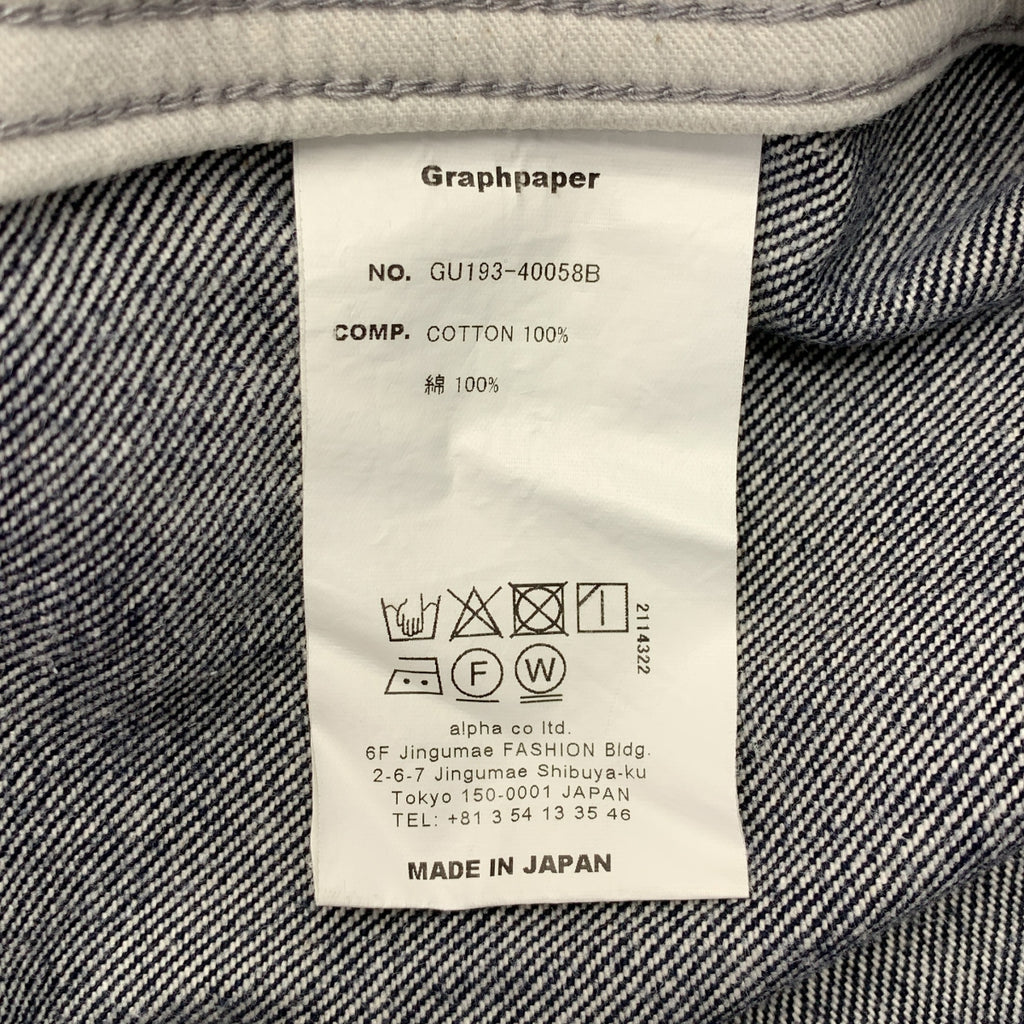 Graphpaper
NO. GU193-40058B
COMP. COTTON 100%
綿 100%
2114322
F W
alpha co ltd.
6F Jingumae FASHION Bldg.
2-6-7 Jingumae Shibuya-ku
Tokyo 150-0001 JAPAN
TEL: +81 3 54 13 35 46
MADE IN JAPAN